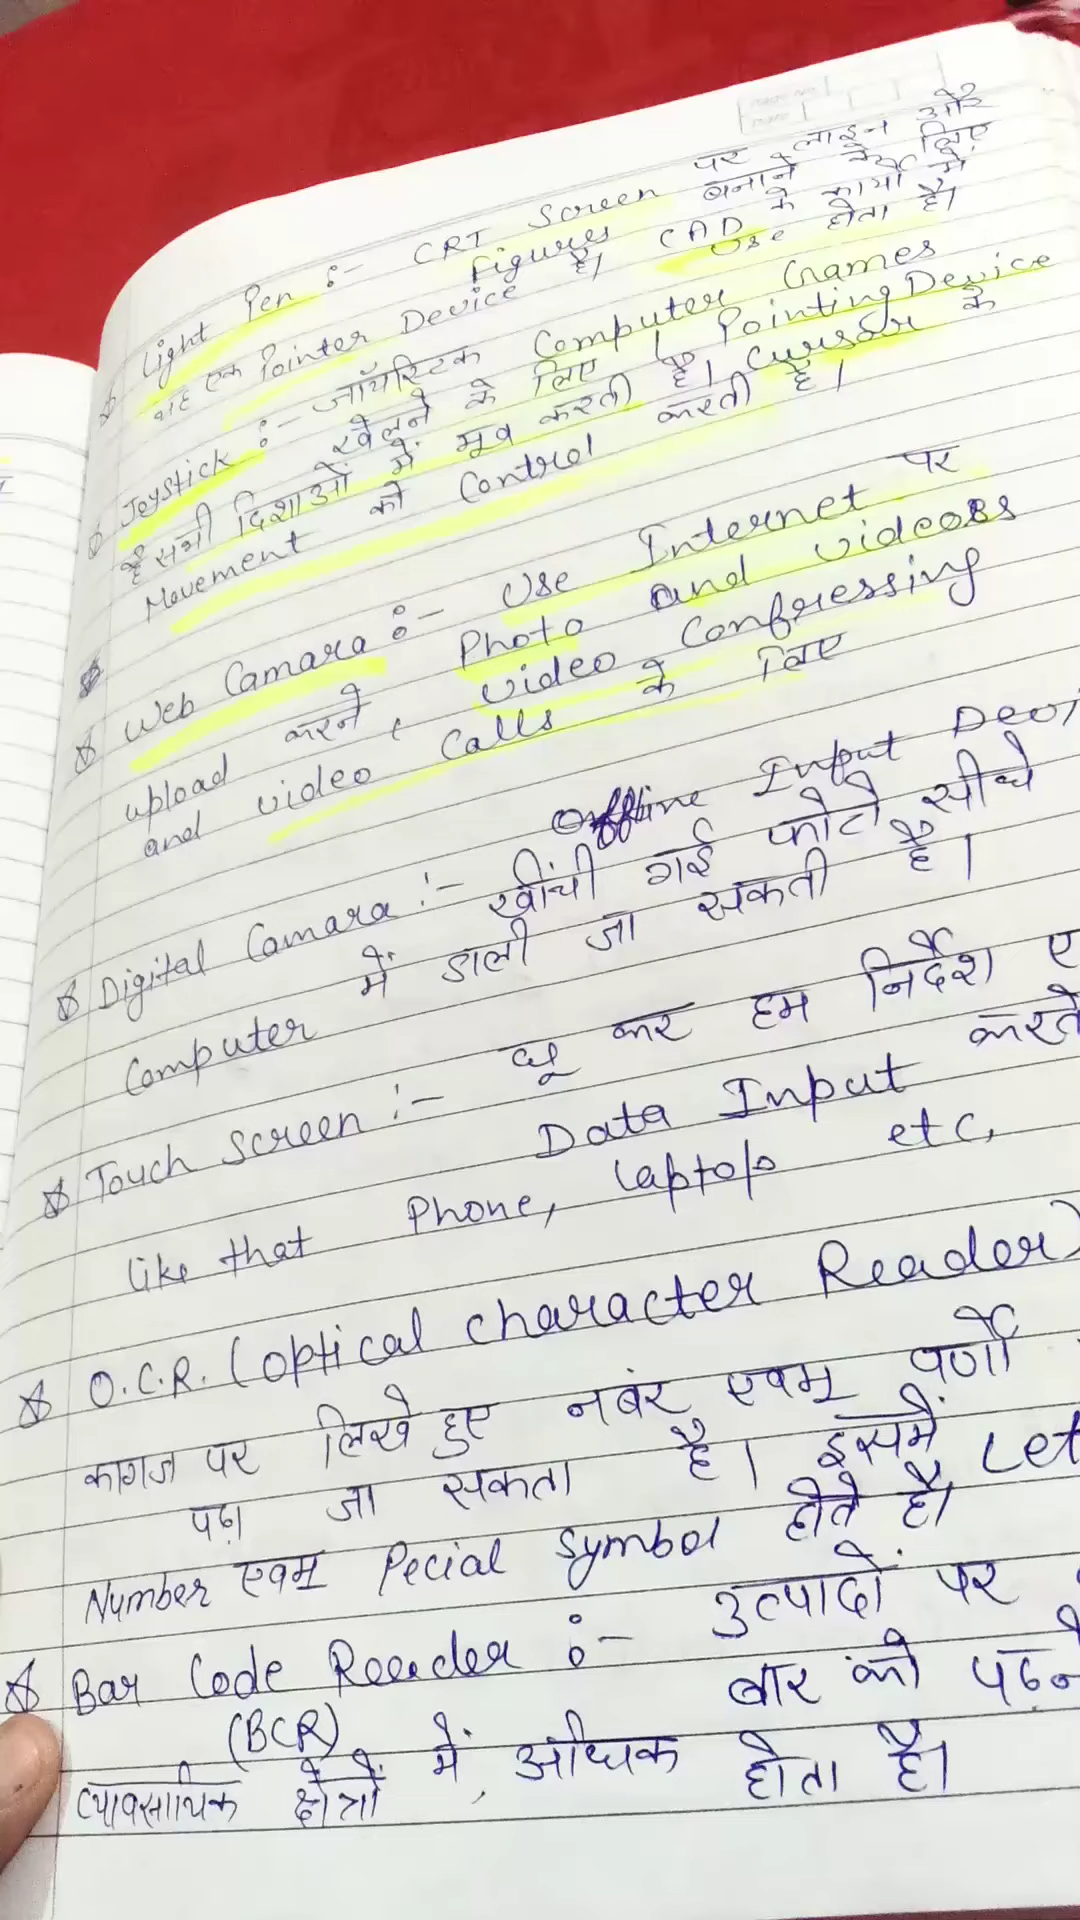 Light Pen :- CRT Screen पर लाइन और
Figures बनाने के लिए
यह एक Pointer Device है। CAD के कार्यों में
Use होता है।
Joystick :- जॉयस्टिक Computer Games
खेलने के लिए Pointing Device
है सभी दिशाओं में मूव करती है। Cursor के
Movement को Control करती है।
Web Camara :- Use Internet पर
upload करने, Photo and videos
and video calls video Confressing के लिए
Digital Camara :- Offline Input Devi
खींची गई फोटो सीधे
Computer में डाली जा सकती है।
Touch Screen :- छू कर हम निर्देश ए
Data Input करते
like that Phone, laptop etc,
O.C.R. (optical character Reader)
कागज पर लिखे हुए नबंर एवम् वर्णों
पढ़ा जा सकता है। इसमें Let
Number एवम् Pecial symbol होते है।
Bar Code Reader :- उत्पादों पर
(BCR) बार को पढ़ने
व्यावसायिक क्षेत्रों में, अधिक होता है।